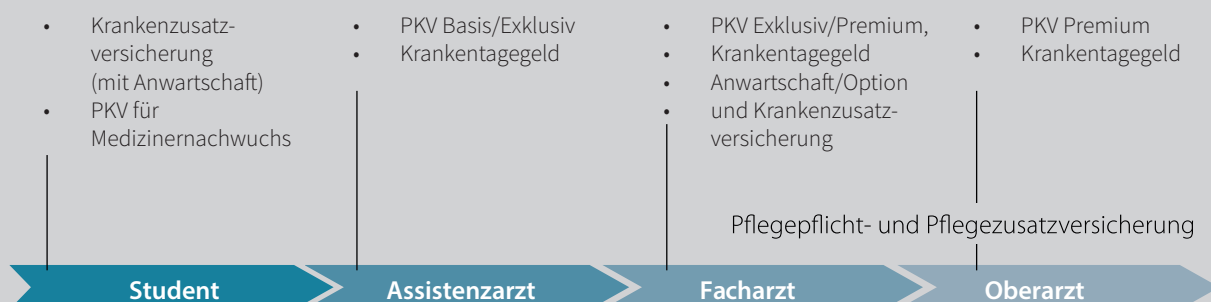 • Krankenzusatz-
versicherung
(mit Anwartschaft)
• PKV für
Medizinernachwuchs
• PKV Basis/Exklusiv
• Krankentagegeld
• PKV Exklusiv/Premium,
• Krankentagegeld
• Anwartschaft/Option
• und Krankenzusatz-
versicherung
• PKV Premium
• Krankentagegeld
Pflegepflicht- und Pflegezusatzversicherung
Student
Assistenzarzt
Facharzt
Oberarzt